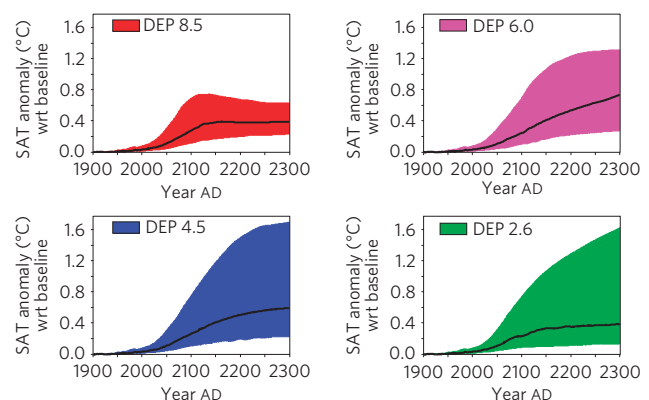 DEP 8.5
SAT anomaly (°C)
wrt baseline
1.6
1.2
0.8
0.4
0.0
1900 2000 2100 2200 2300
Year AD
DEP 6.0
SAT anomaly (°C)
wrt baseline
1.6
1.2
0.8
0.4
0.0
1900 2000 2100 2200 2300
Year AD
DEP 4.5
SAT anomaly (°C)
wrt baseline
1.6
1.2
0.8
0.4
0.0
1900 2000 2100 2200 2300
Year AD
DEP 2.6
SAT anomaly (°C)
wrt baseline
1.6
1.2
0.8
0.4
0.0
1900 2000 2100 2200 2300
Year AD